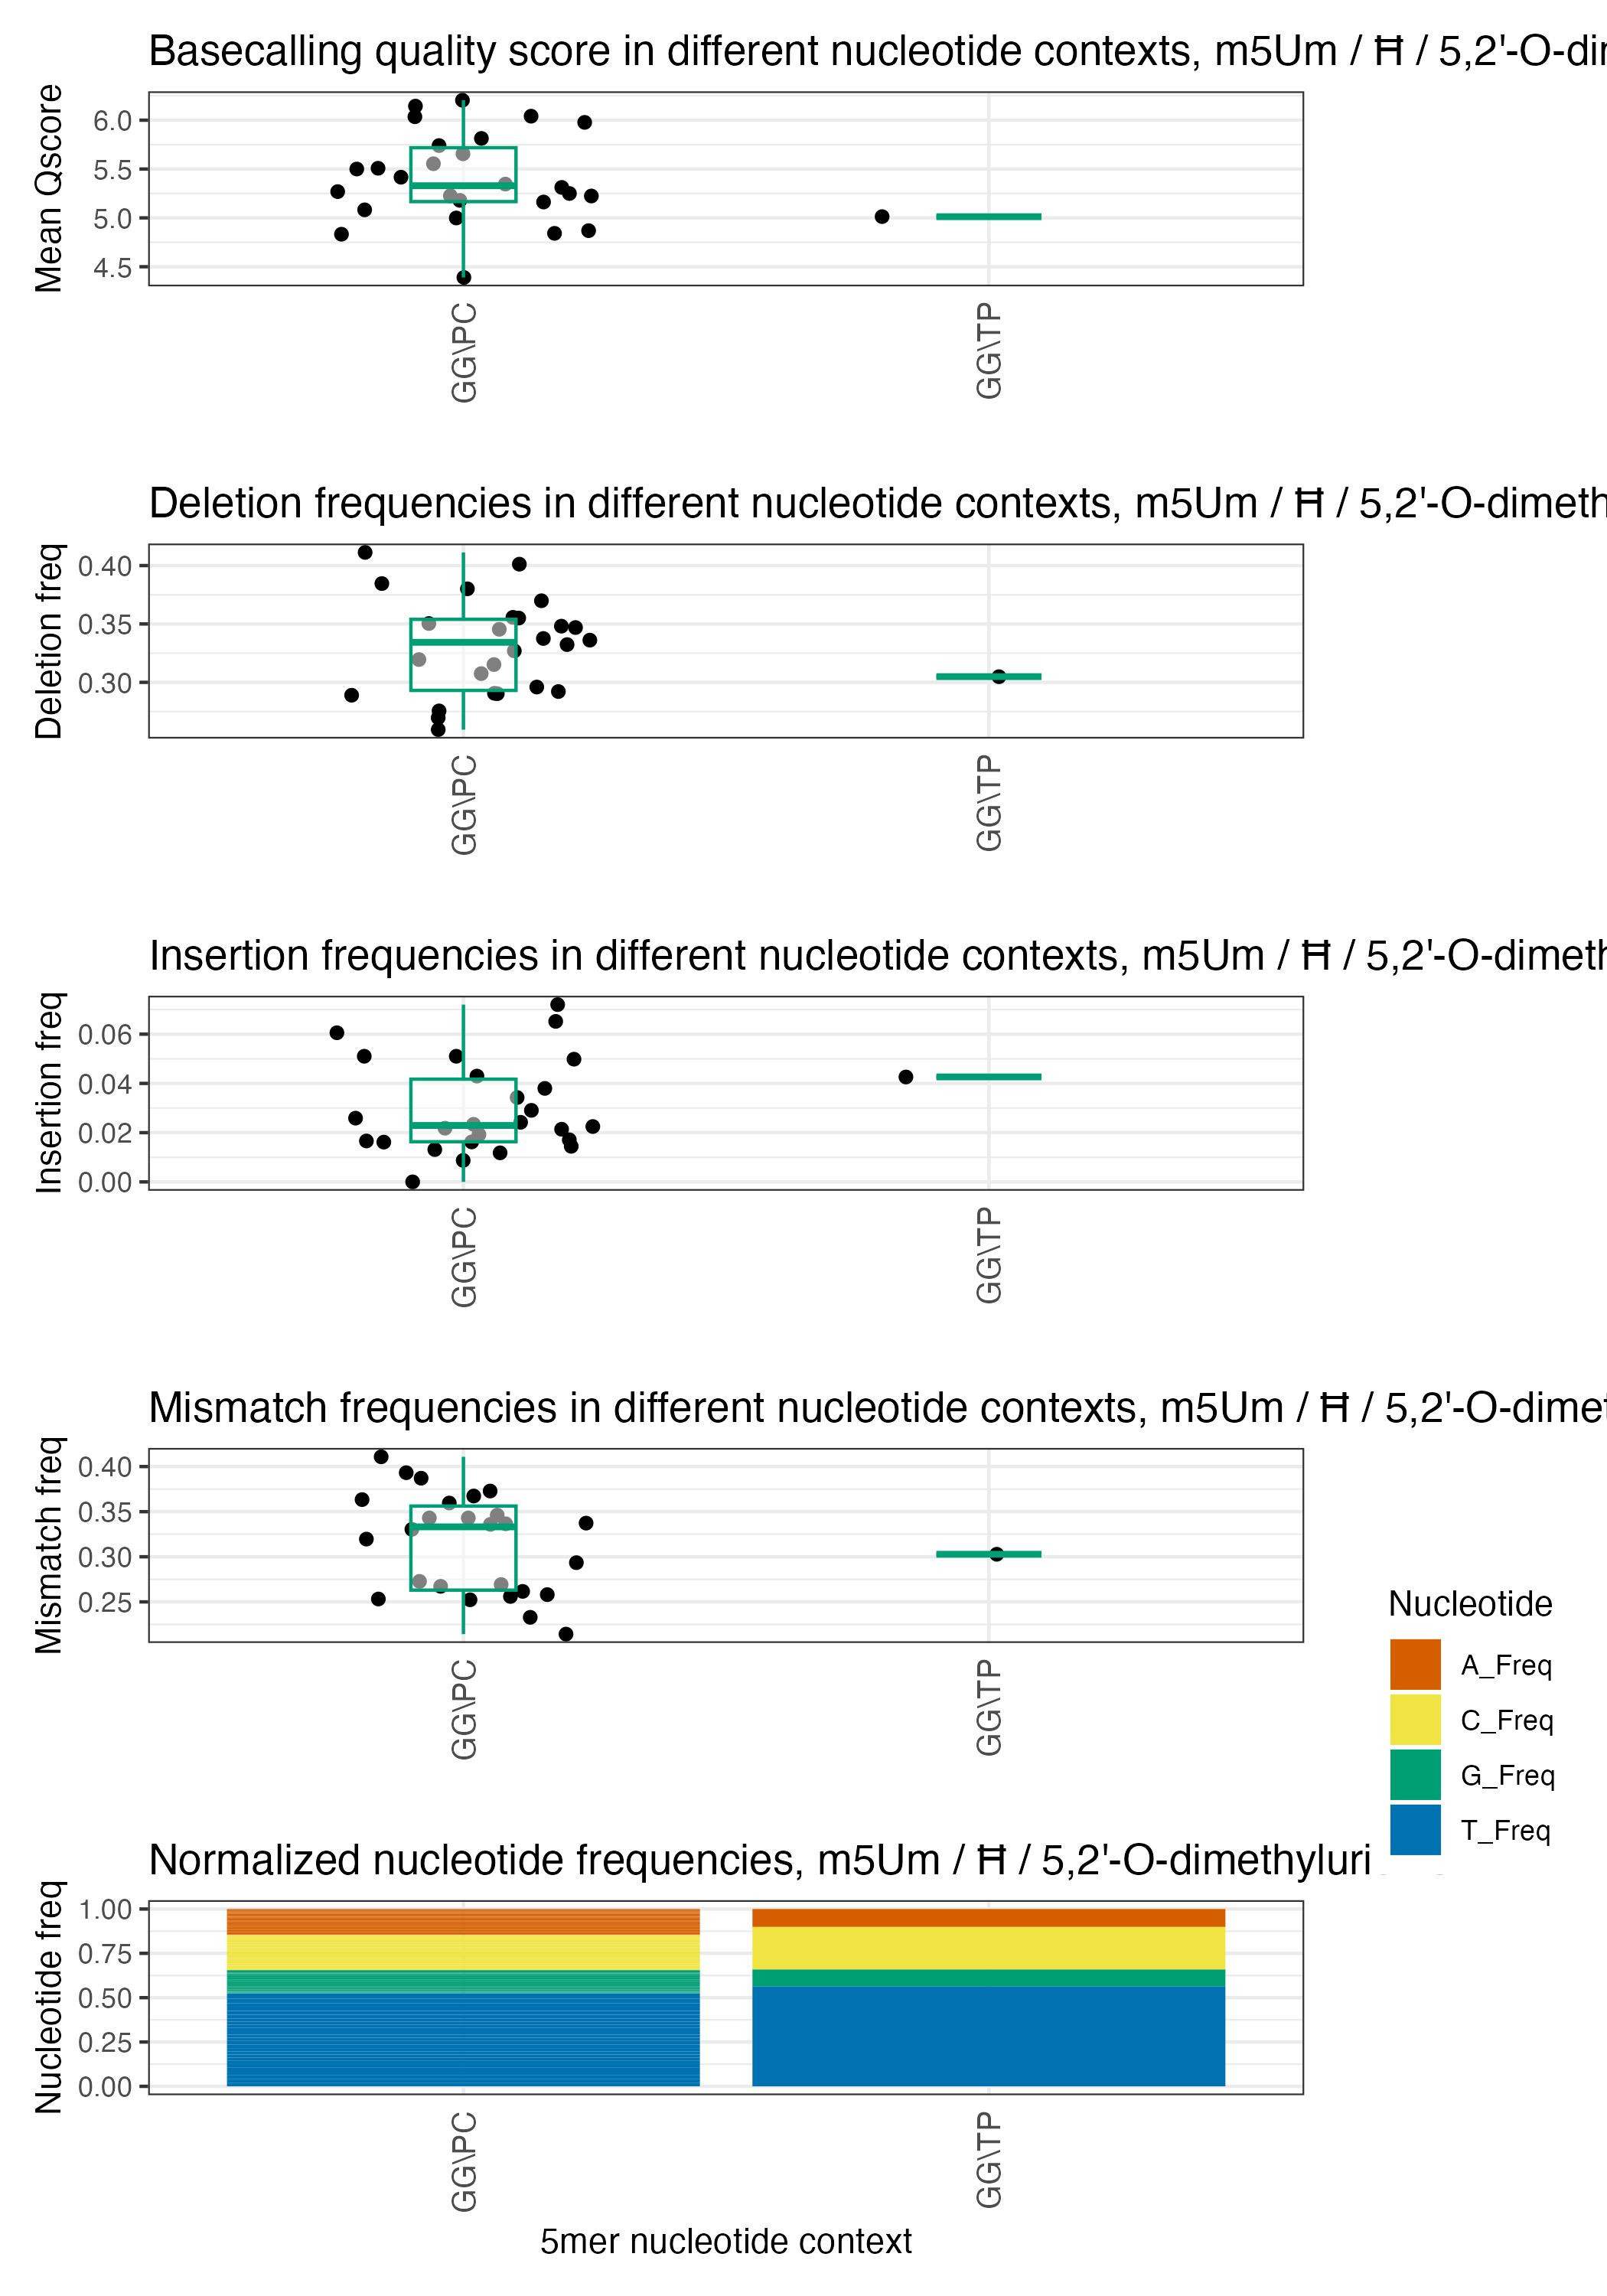 Basecalling quality score in different nucleotide contexts, m5Um / Ħ / 5,2'-O-di
Mean Qscore
6.0
5.5
5.0
4.5
GG\PC
GG\TP
Deletion frequencies in different nucleotide contexts, m5Um / Ħ / 5,2'-O-dimeth
Deletion freq
0.40
0.35
0.30
GG\PC
GG\TP
Insertion frequencies in different nucleotide contexts, m5Um / Ħ / 5,2'-O-dimeth
Insertion freq
0.06
0.04
0.02
0.00
GG\PC
GG\TP
Mismatch frequencies in different nucleotide contexts, m5Um / Ħ / 5,2'-O-dimet
Mismatch freq
0.40
0.35
0.30
0.25
GG\PC
GG\TP
Nucleotide
A_Freq
C_Freq
G_Freq
T_Freq
Normalized nucleotide frequencies, m5Um / Ħ / 5,2'-O-dimethyluri
Nucleotide freq
1.00
0.75
0.50
0.25
0.00
GG\PC
GG\TP
5mer nucleotide context